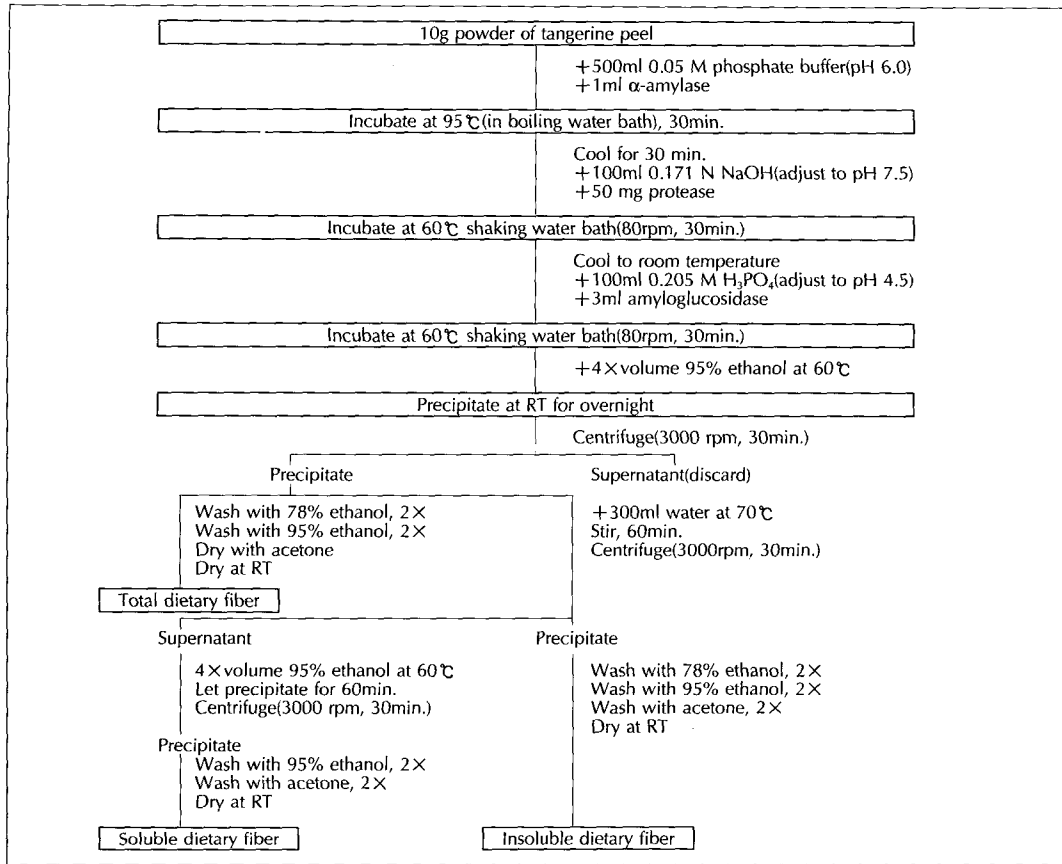 10g powder of tangerine peel
+500ml 0.05 M phosphate buffer(pH 6.0)
+1ml α-amylase
Incubate at 95℃(in boiling water bath), 30min.
Cool for 30 min.
+100ml 0.171 N NaOH(adjust to pH 7.5)
+50 mg protease
Incubate at 60℃ shaking water bath(80rpm, 30min.)
Cool to room temperature
+100ml 0.205 M H₃PO₄(adjust to pH 4.5)
+3ml amyloglucosidase
Incubate at 60℃ shaking water bath(80rpm, 30min.)
+4×volume 95% ethanol at 60℃
Precipitate at RT for overnight
Centrifuge(3000 rpm, 30min.)
Precipitate
Wash with 78% ethanol, 2×
Wash with 95% ethanol, 2×
Dry with acetone
Dry at RT
Total dietary fiber
Supernatant(discard)
+300ml water at 70℃
Stir, 60min.
Centrifuge(3000rpm, 30min.)
Supernatant
4×volume 95% ethanol at 60℃
Let precipitate for 60min.
Centrifuge(3000 rpm, 30min.)
Precipitate
Wash with 95% ethanol, 2×
Wash with acetone, 2×
Dry at RT
Soluble dietary fiber
Precipitate
Wash with 78% ethanol, 2×
Wash with 95% ethanol, 2×
Wash with acetone, 2×
Dry at RT
Insoluble dietary fiber